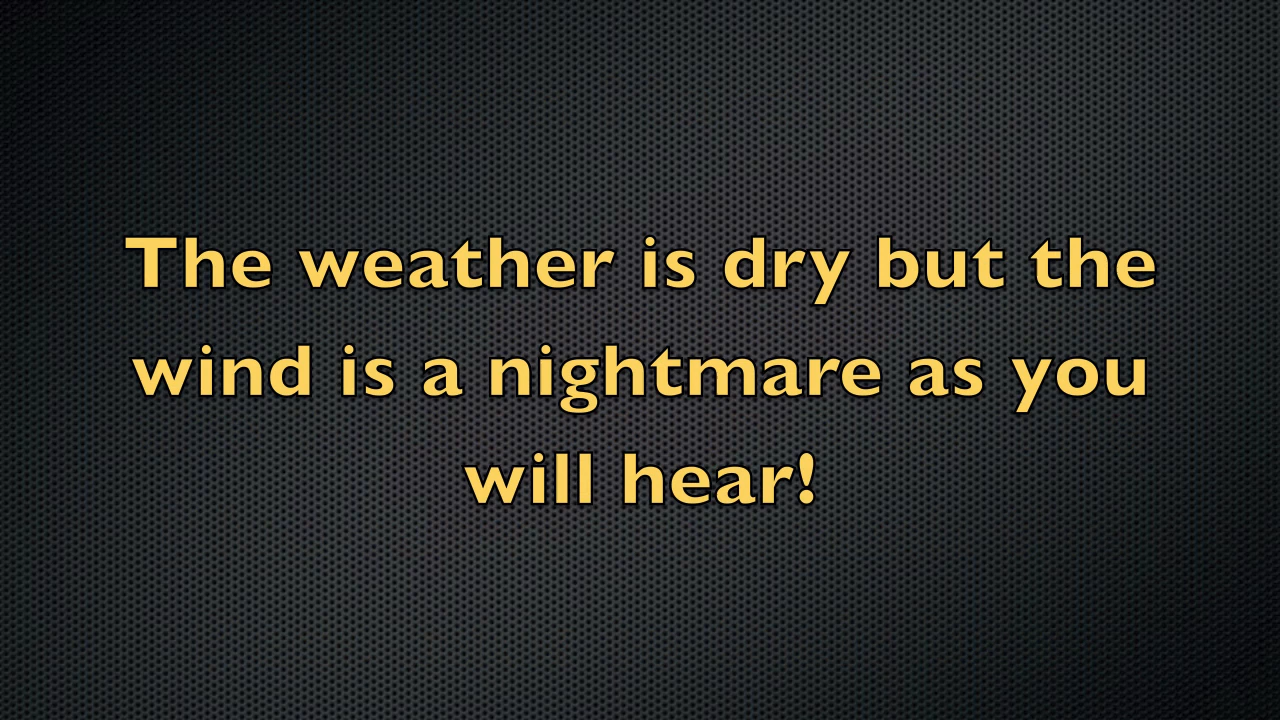 The weather is dry but the
wind is a nightmare as you
will hear!